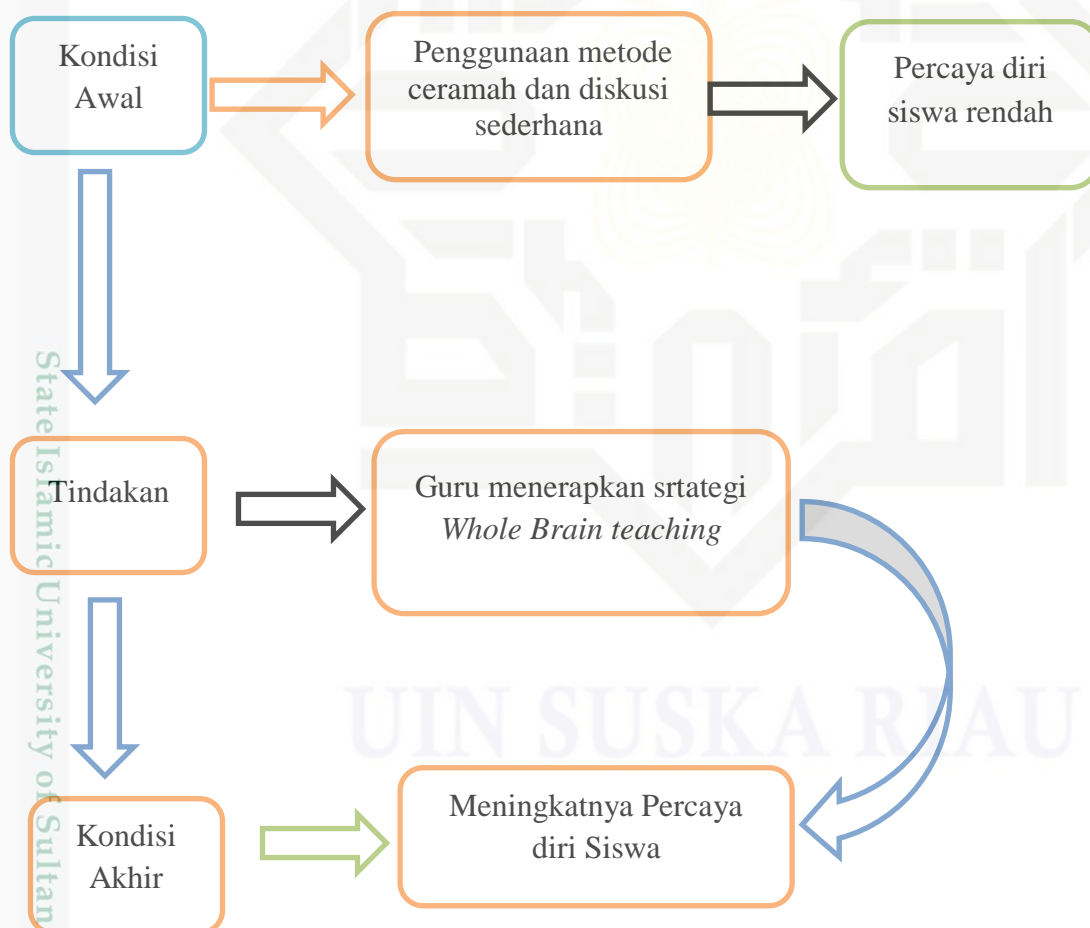 Kondisi
Awal
Penggunaan metode
ceramah dan diskusi
sederhana
Percaya diri
siswa rendah
Tindakan
Guru menerapkan srtategi
Whole Brain teaching
Kondisi
Akhir
Meningkatnya Percaya
diri Siswa
State Islamic University of Sultan
UIN SUSKA RIAU